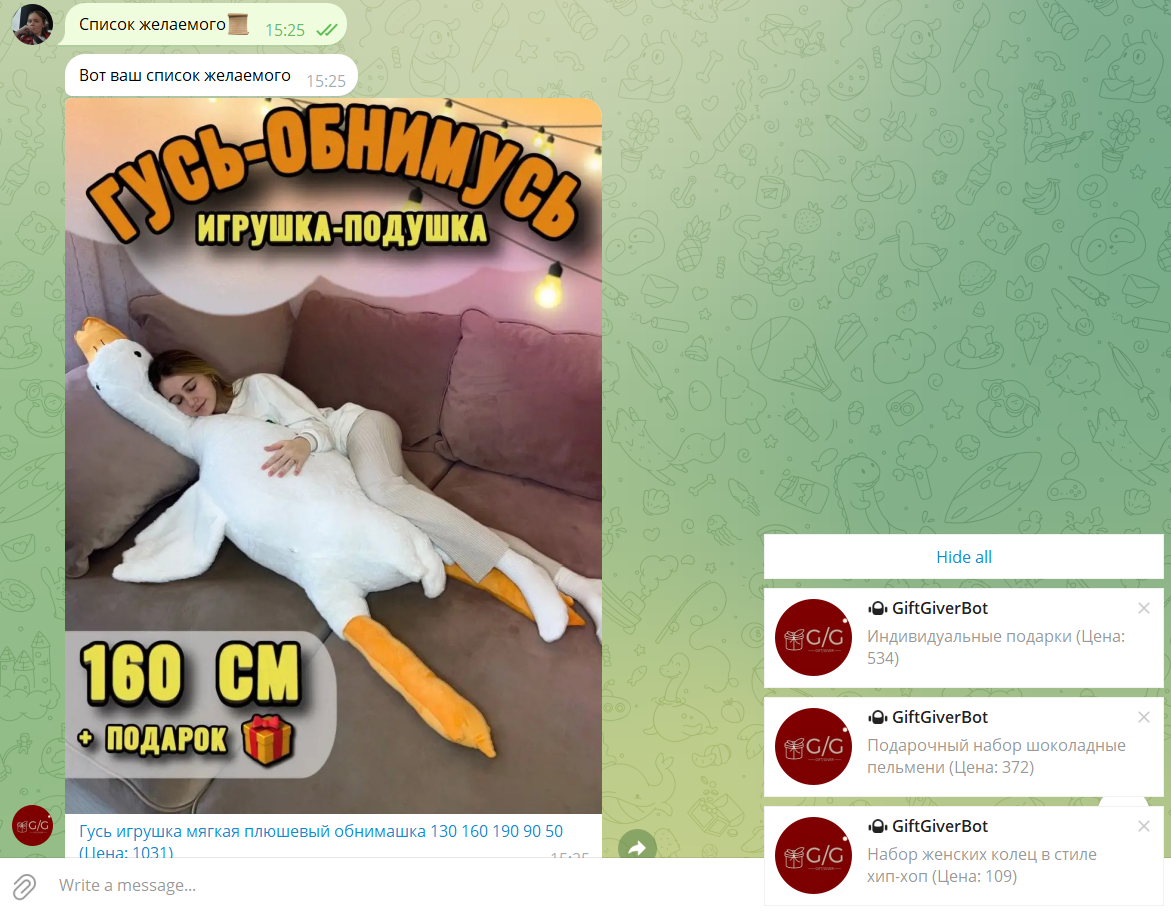 Список желаемого
15:25
Вот ваш список желаемого
15:25
ГУСЬ-ОБНИМУСЬ
ИГРУШКА-ПОДУШКА
160 СМ
+ ПОДАРОК
G/G
Гусь игрушка мягкая плюшевый обнимашка 130 160 190 90 50
(Цена: 1031)
15:25
Write a message...
Hide all
GiftGiverBot
G/G
Индивидуальные подарки (Цена:
534)
GiftGiverBot
G/G
Подарочный набор шоколадные
пельмени (Цена: 372)
GiftGiverBot
G/G
Набор женских колец в стиле
хип-хоп (Цена: 109)